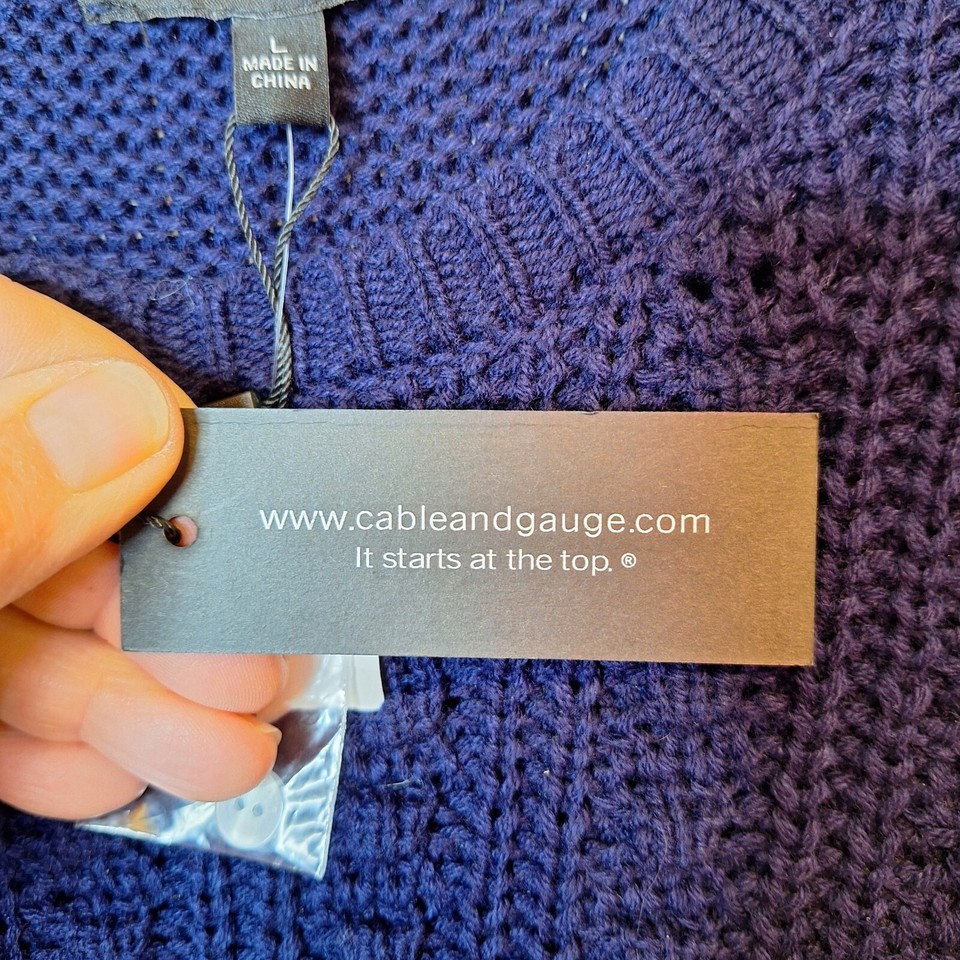 L
MADE IN
CHINA
www.cableandgauge.com
It starts at the top. ®